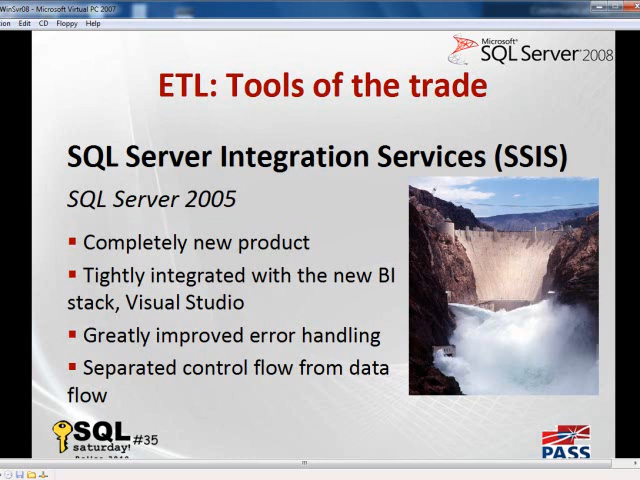 WinSvr08 - Microsoft Virtual PC 2007
Edit CD Floppy Help
Microsoft®
SQL Server® 2008
ETL: Tools of the trade
SQL Server Integration Services (SSIS)
SQL Server 2005
▪ Completely new product
▪ Tightly integrated with the new BI
stack, Visual Studio
▪ Greatly improved error handling
▪ Separated control flow from data
flow
SQL
saturday!
#35
PASS